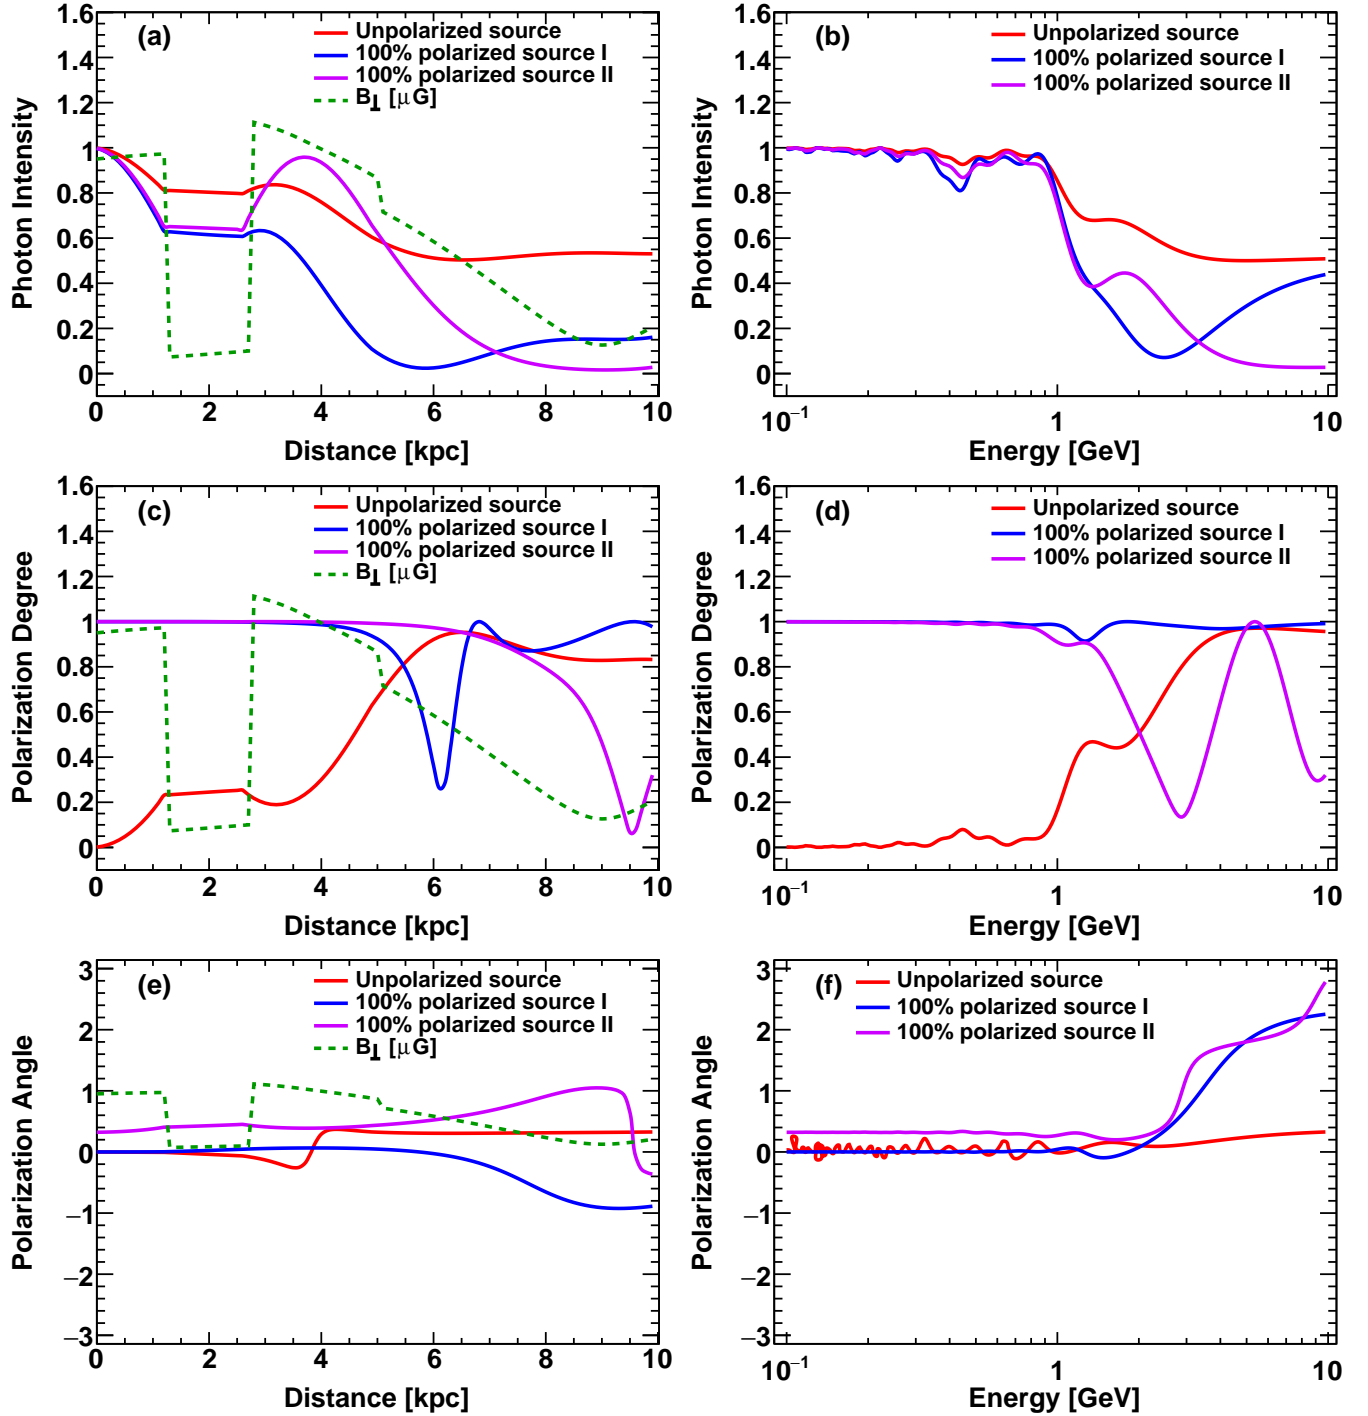 (a)
Unpolarized source
100% polarized source I
100% polarized source II
B⊥ [μG]
Photon Intensity
1.6
1.4
1.2
1
0.8
0.6
0.4
0.2
0
0 2 4 6 8 10
Distance [kpc]
(b)
Unpolarized source
100% polarized source I
100% polarized source II
Photon Intensity
1.6
1.4
1.2
1
0.8
0.6
0.4
0.2
0
10⁻¹ 1 10
Energy [GeV]
(c)
Unpolarized source
100% polarized source I
100% polarized source II
B⊥ [μG]
Polarization Degree
1.6
1.4
1.2
1
0.8
0.6
0.4
0.2
0
0 2 4 6 8 10
Distance [kpc]
(d)
Unpolarized source
100% polarized source I
100% polarized source II
Polarization Degree
1.6
1.4
1.2
1
0.8
0.6
0.4
0.2
0
10⁻¹ 1 10
Energy [GeV]
(e)
Unpolarized source
100% polarized source I
100% polarized source II
B⊥ [μG]
Polarization Angle
3
2
1
0
−1
−2
−3
0 2 4 6 8 10
Distance [kpc]
(f)
Unpolarized source
100% polarized source I
100% polarized source II
Polarization Angle
3
2
1
0
−1
−2
−3
10⁻¹ 1 10
Energy [GeV]